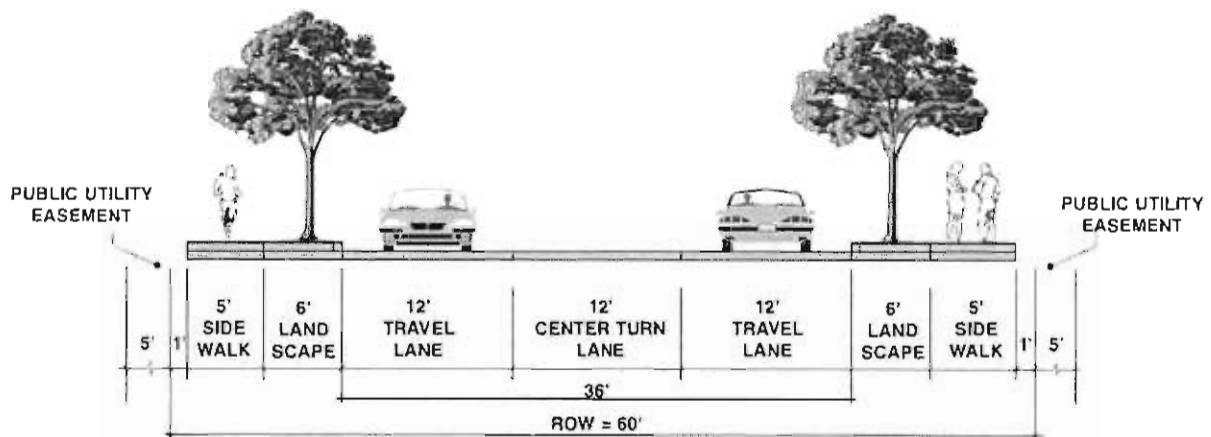 PUBLIC UTILITY
EASEMENT
PUBLIC UTILITY
EASEMENT
5'
1'
5'
SIDE
WALK
6'
LAND
SCAPE
12'
TRAVEL
LANE
12'
CENTER TURN
LANE
12'
TRAVEL
LANE
6'
LAND
SCAPE
5'
SIDE
WALK
1'
5'
36'
ROW = 60'